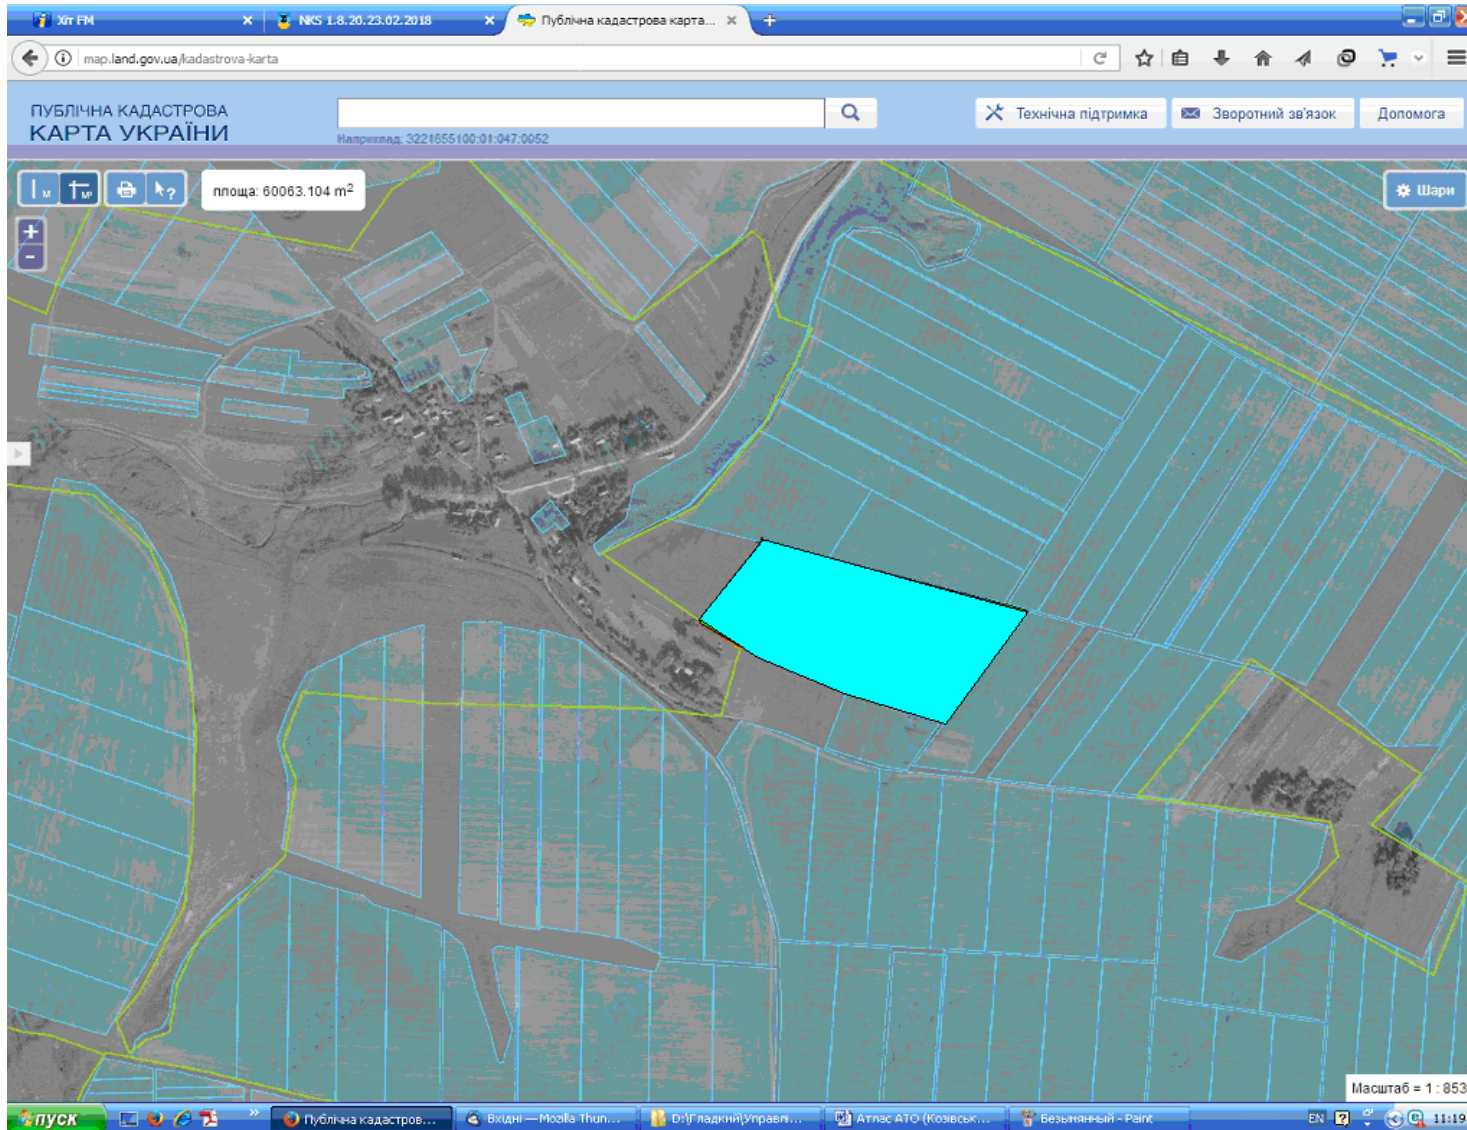 Хіт FM
NKS 1.8.20.23.02.2018
Публічна кадастрова карта...
map.land.gov.ua/kadastrova-karta
ПУБЛІЧНА КАДАСТРОВА
КАРТА УКРАЇНИ
Наприклад: 3221655100:01:047:0052
Технічна підтримка
Зворотний зв'язок
Допомога
м
м²
?
площа: 60063.104 m²
Шари
+
-
Масштаб = 1 : 853
пуск
»
Публічна кадастров...
Вхідні — Mozilla Thun...
D:\Гладкий\Управлі...
Атлас АТО (Козівськ...
Безымянный - Paint
EN
11:19